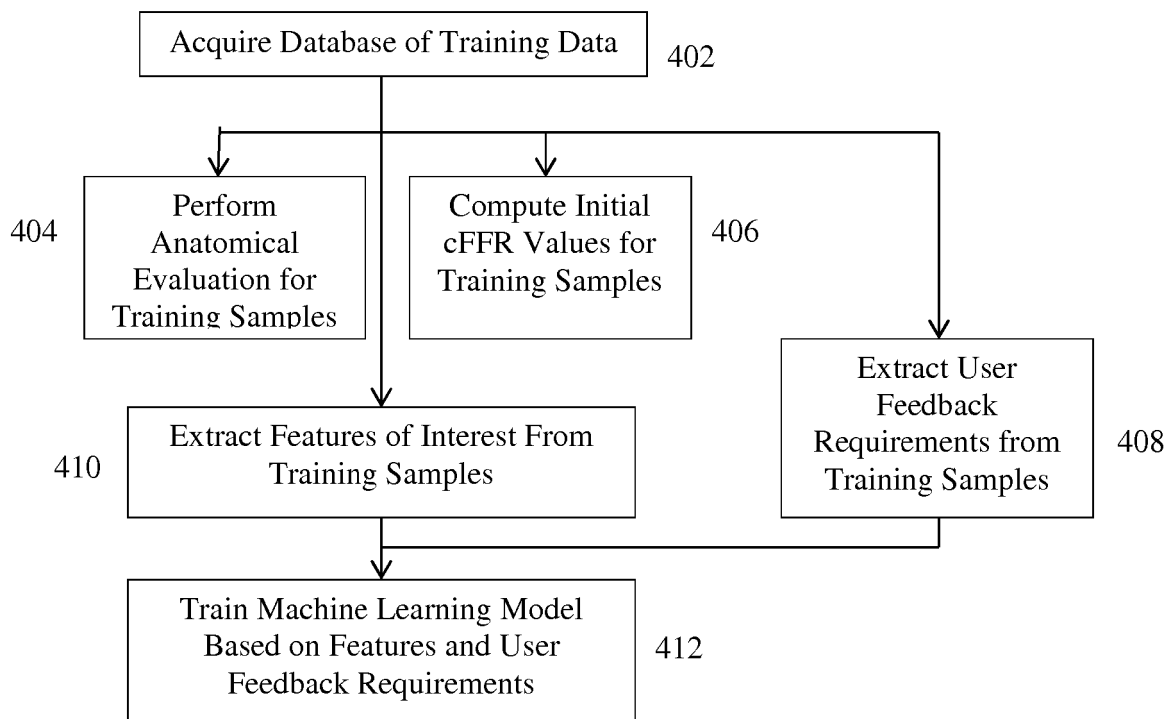 Acquire Database of Training Data
402
404
Perform
Anatomical
Evaluation for
Training Samples
Compute Initial
cFFR Values for
Training Samples
406
Extract User
Feedback
Requirements from
Training Samples
408
410
Extract Features of Interest From
Training Samples
Train Machine Learning Model
Based on Features and User
Feedback Requirements
412